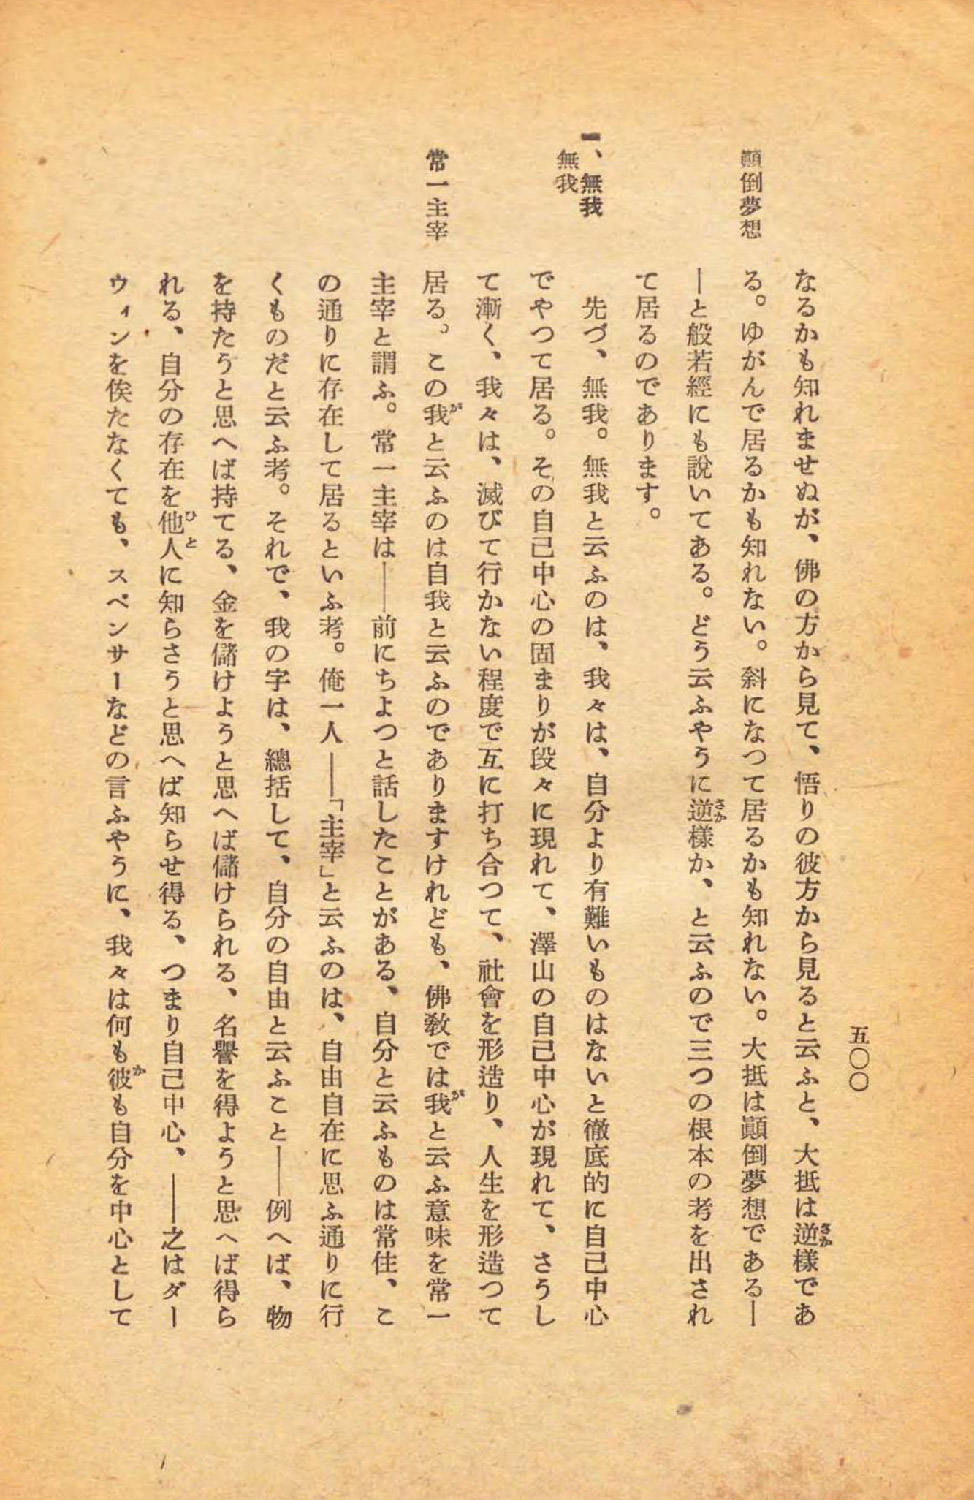 五〇〇
顚倒夢想
一、無我
無我
常一主宰
なるかも知れませぬが、佛の方から見て、悟りの彼方から見ると云ふと、大抵は逆樣であ
る。ゆがんで居るかも知れない。斜になつて居るかも知れない。大抵は顚倒夢想である—
—と般若經にも說いてある。どう云ふやうに逆樣か、と云ふので三つの根本の考を出され
て居るのであります。
先づ、無我。無我と云ふのは、我々は、自分より有難いものはないと徹底的に自己中心
でやつて居る。その自己中心の固まりが段々に現れて、澤山の自己中心が現れて、さうし
て漸く、我々は、滅びて行かない程度で互に打ち合つて、社會を形造り、人生を形造つて
居る。この我と云ふのは自我と云ふのでありますけれども、佛敎では我と云ふ意味を常一
主宰と謂ふ。常一主宰は——前にちよつと話したことがある、自分と云ふものは常住、こ
の通りに存在して居るといふ考。俺一人——「主宰」と云ふのは、自由自在に思ふ通りに行
くものだと云ふ考。それで、我の字は、總括して、自分の自由と云ふこと——例へば、物
を持たうと思へば持てる、金を儲けようと思へば儲けられる、名譽を得ようと思へば得ら
れる、自分の存在を他人に知らさうと思へば知らせ得る、つまり自己中心、——之はダー
ウィンを俟たなくても、スペンサーなどの言ふやうに、我々は何も彼も自分を中心として